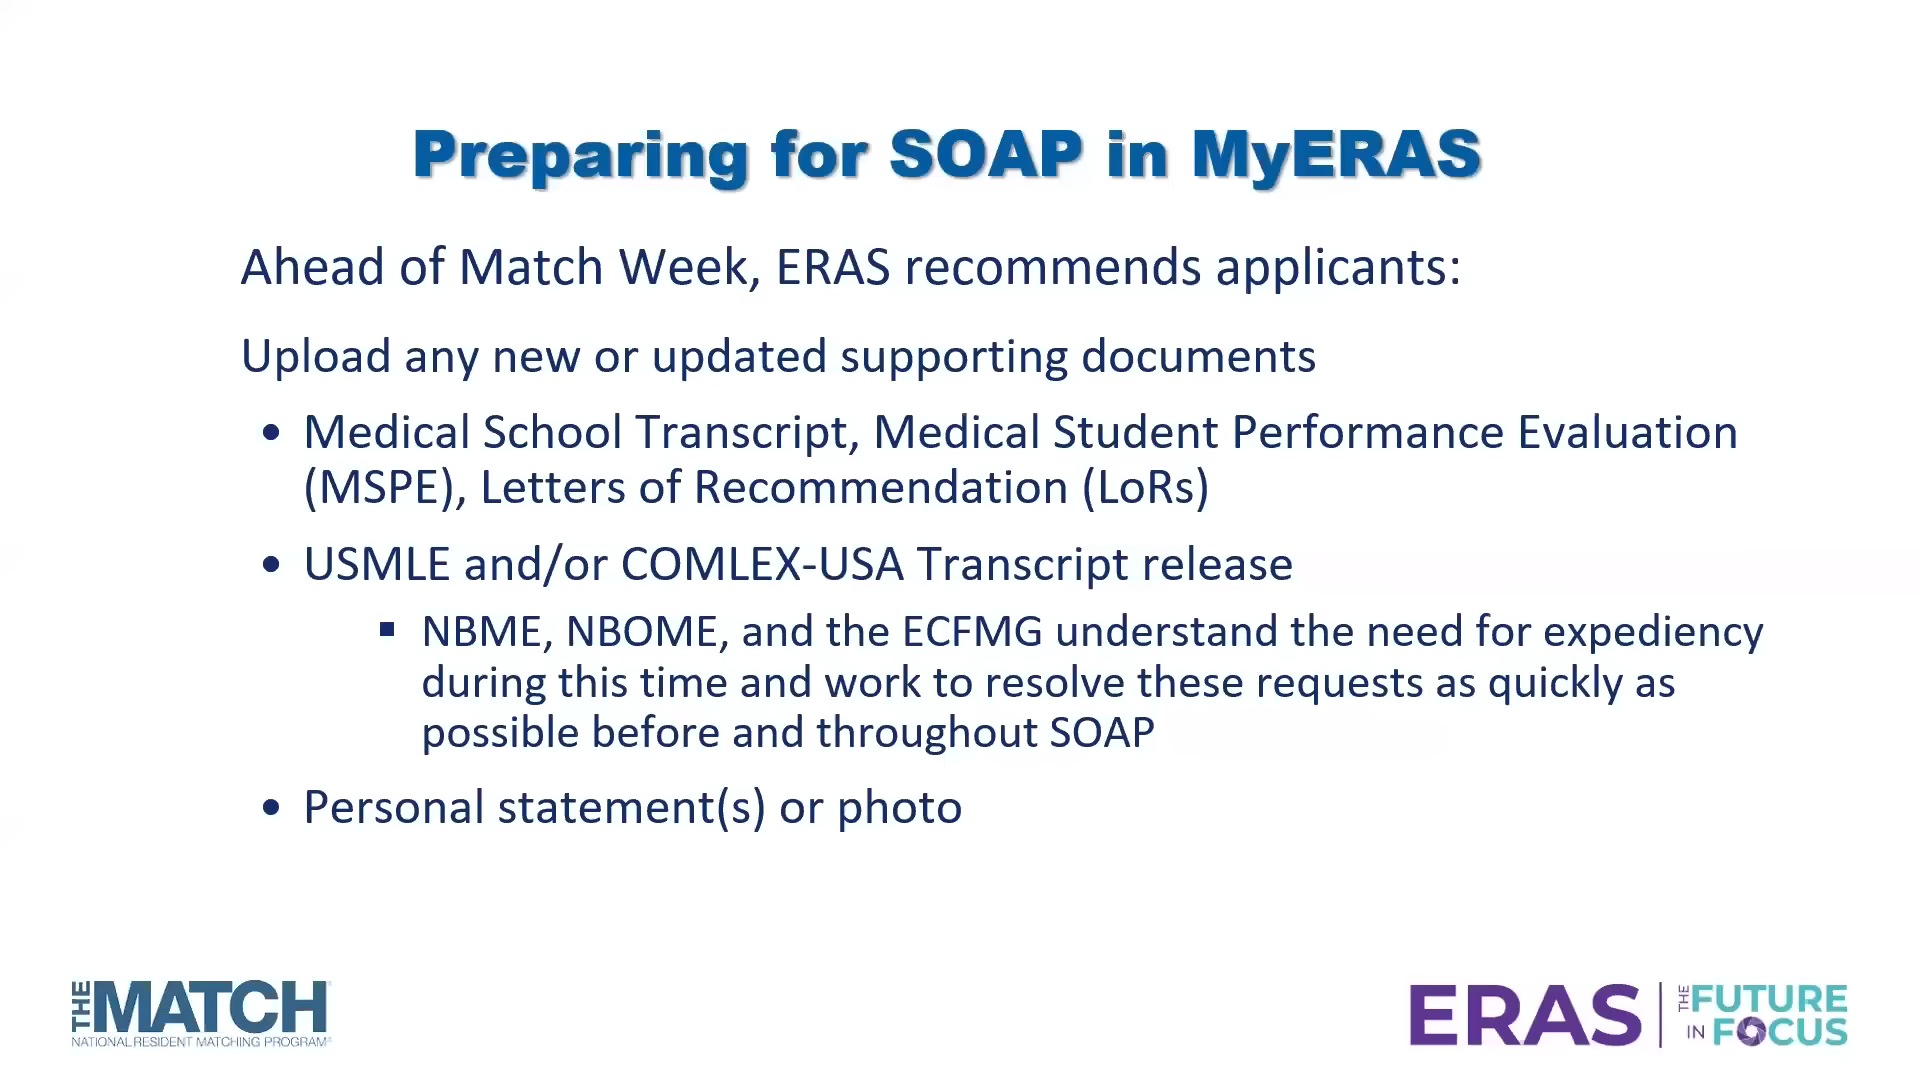 Preparing for SOAP in MyERAS
Ahead of Match Week, ERAS recommends applicants:
Upload any new or updated supporting documents
• Medical School Transcript, Medical Student Performance Evaluation
(MSPE), Letters of Recommendation (LoRs)
• USMLE and/or COMLEX-USA Transcript release
▪ NBME, NBOME, and the ECFMG understand the need for expediency
during this time and work to resolve these requests as quickly as
possible before and throughout SOAP
• Personal statement(s) or photo
THE MATCH
NATIONAL RESIDENT MATCHING PROGRAM®
ERAS
THE FUTURE
IN FOCUS